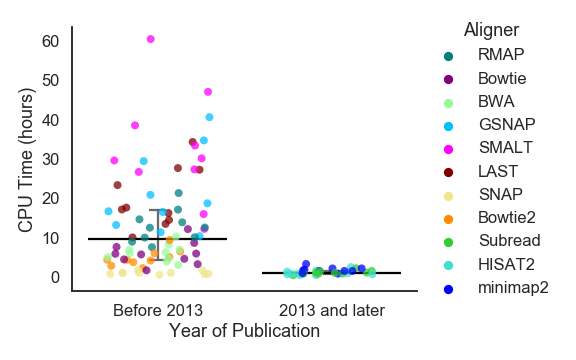 CPU Time (hours)
60
50
40
30
20
10
0
Before 2013
2013 and later
Year of Publication
Aligner
RMAP
Bowtie
BWA
GSNAP
SMALT
LAST
SNAP
Bowtie2
Subread
HISAT2
minimap2